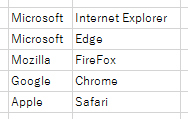 Microsoft Internet Explorer
Microsoft Edge
Mozilla FireFox
Google Chrome
Apple Safari